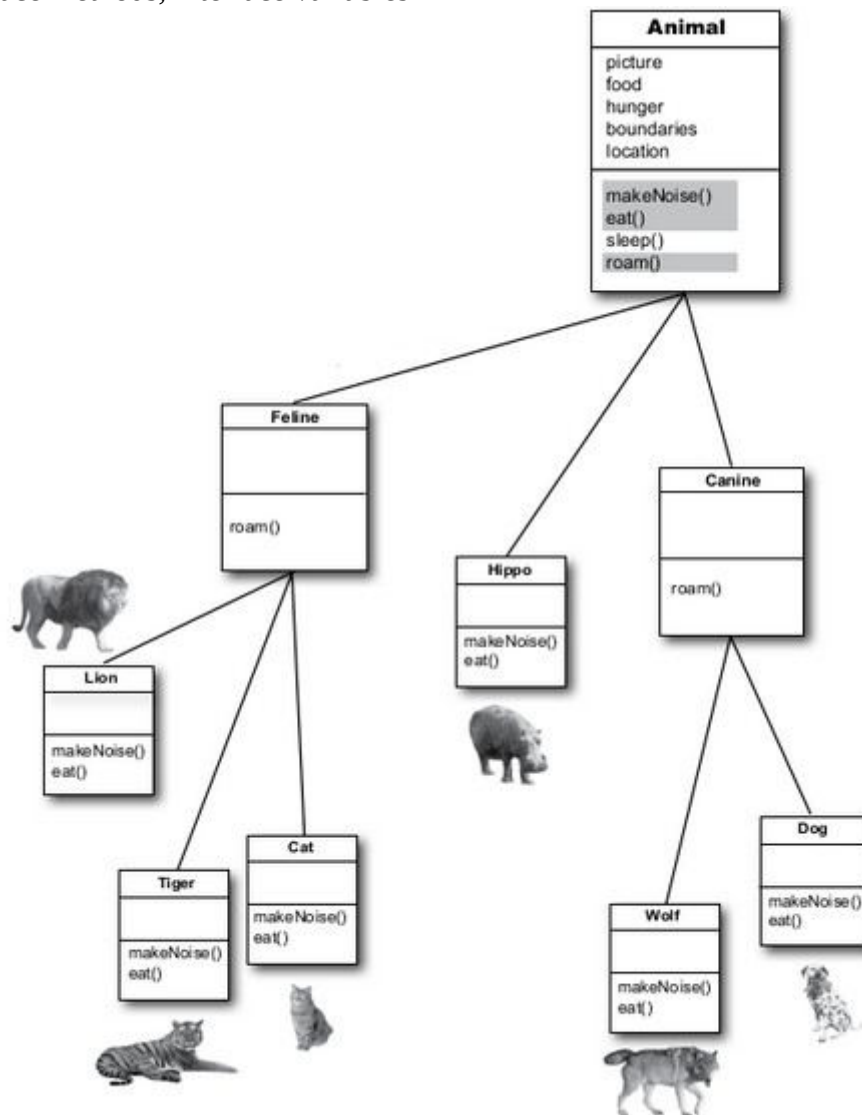 Animal
picture
food
hunger
boundaries
location
makeNoise()
eat()
sleep()
roam()
Feline
roam()
Canine
roam()
Hippo
makeNoise()
eat()
Lion
makeNoise()
eat()
Cat
makeNoise()
eat()
Tiger
makeNoise()
eat()
Dog
makeNoise()
eat()
Wolf
makeNoise()
eat()